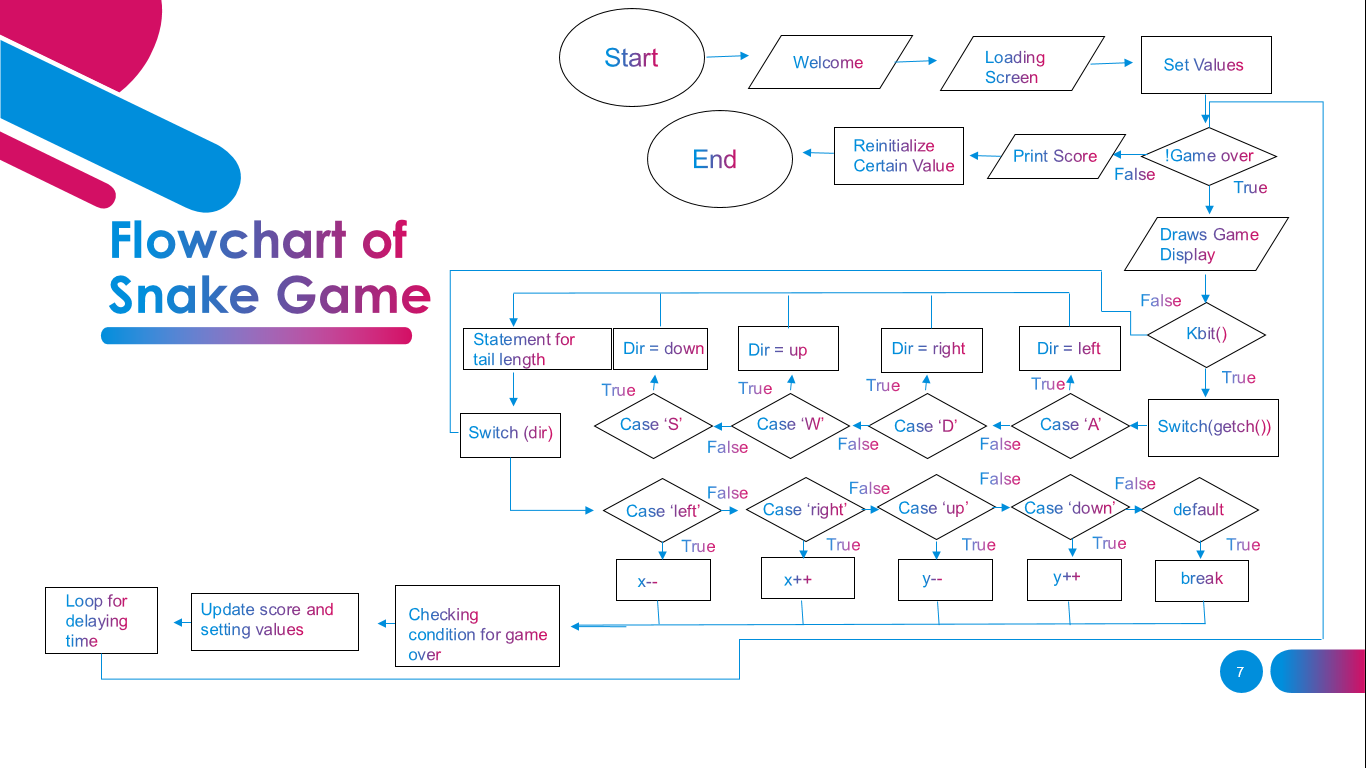 Start
Welcome
Loading
Screen
Set Values
End
Reinitialize
Certain Value
Print Score
!Game over
False
True
Flowchart of
Snake Game
Draws Game
Display
False
Kbit()
True
Statement for
tail length
Dir = down
Dir = up
Dir = right
Dir = left
True
True
True
True
Switch (dir)
Case ‘S’
Case ‘W’
Case ‘D’
Case ‘A’
Switch(getch())
False
False
False
Case ‘left’
False
Case ‘right’
False
Case ‘up’
False
Case ‘down’
False
default
True
True
True
True
True
x--
x++
y--
y++
break
Loop for
delaying
time
Update score and
setting values
Checking
condition for game
over
7